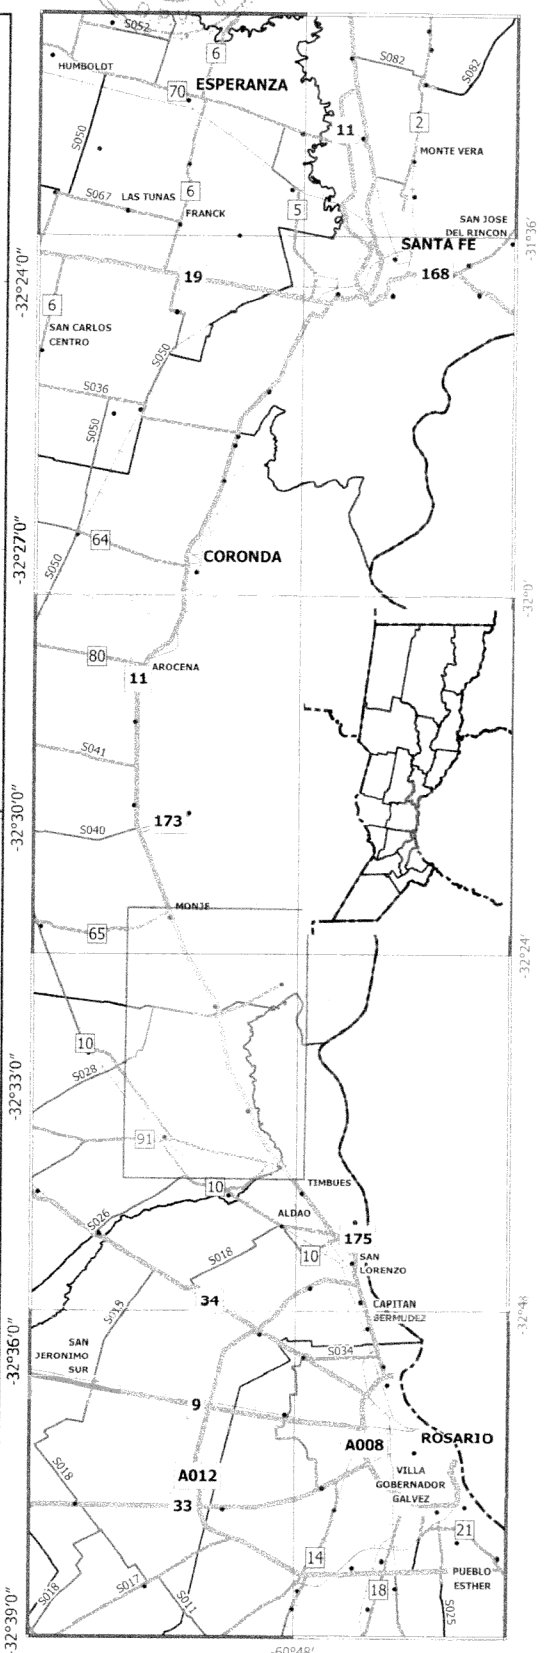 S052
6
HUMBOLDT
S082
S082
70
ESPERANZA
2
11
S050
MONTE VERA
6
LAS TUNAS
S067
5
FRANCK
SAN JOSE
DEL RINCON
-31°36'
SANTA FE
-32°24'0"
19
168
6
SAN CARLOS
CENTRO
S050
S036
S050
-32°27'0"
64
CORONDA
S050
-32°0'
80
AROCENA
11
S041
-32°30'0"
173
S040
MONJE
65
-32°24'
10
-32°33'0"
S028
91
10
TIMBUES
S026
ALDAO
175
10
S018
SAN
LORENZO
34
CAPITAN
BERMUDEZ
-32°48'
S018
-32°36'0"
SAN
JERONIMO
SUR
S034
9
A008
ROSARIO
S018
A012
VILLA
GOBERNADOR
GALVEZ
33
21
14
PUEBLO
ESTHER
S018
S017
S011
18
S025
-32°39'0"
-60°48'